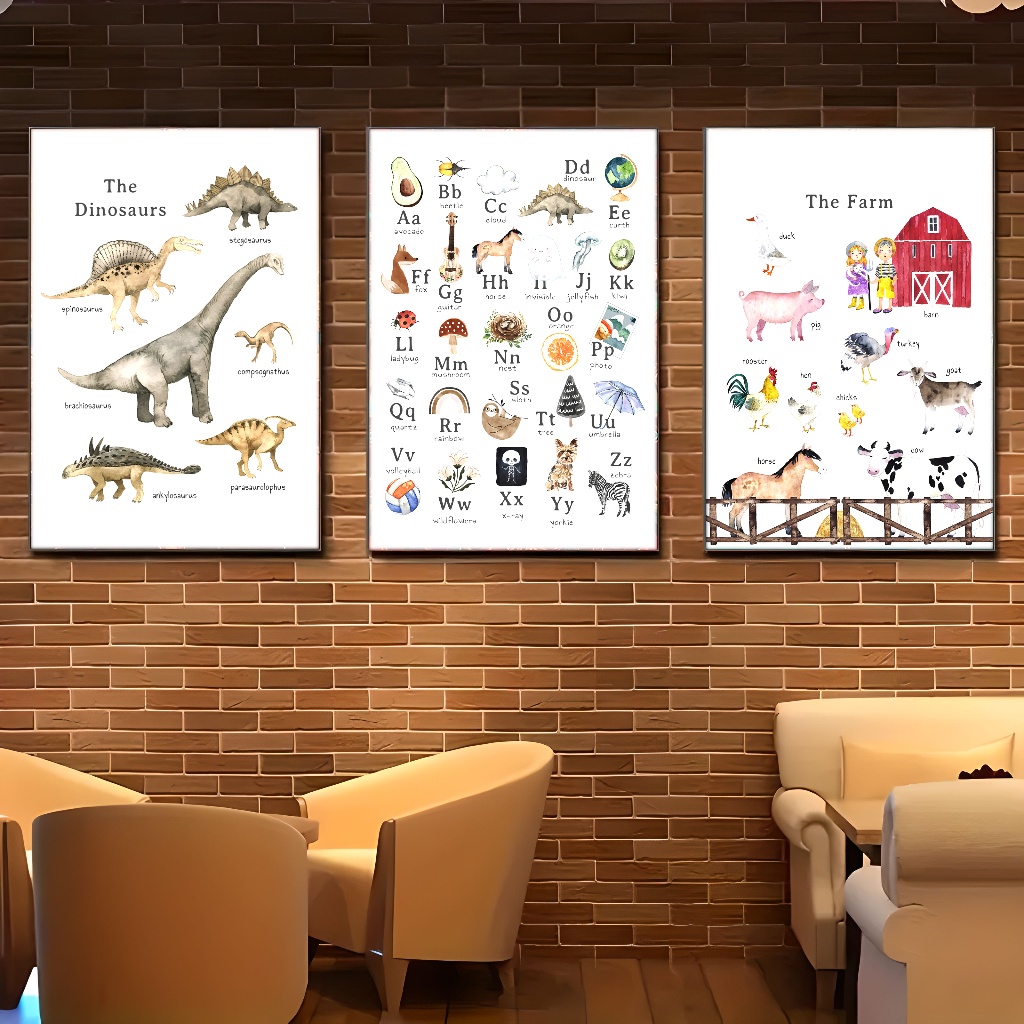 The
Dinosaurs
stegosaurus
spinosaurus
compsognathus
brachiosaurus
parasaurolophus
ankylosaurus
Aa
avocado
Bb
beetle
Cc
cloud
Dd
dinosaur
Ee
earth
Ff
fox
Gg
guitar
Hh
horse
Ii
invisible
Jj
jellyfish
Kk
kiwi
Ll
ladybug
Mm
mushroom
Nn
nest
Oo
orange
Pp
photo
Qq
quartz
Rr
rainbow
Ss
sloth
Tt
tree
Uu
umbrella
Vv
volleyball
Ww
wildflowers
Xx
x-ray
Yy
yorkie
Zz
zebra
The Farm
duck
barn
pig
turkey
rooster
hen
goat
chicks
cow
horse